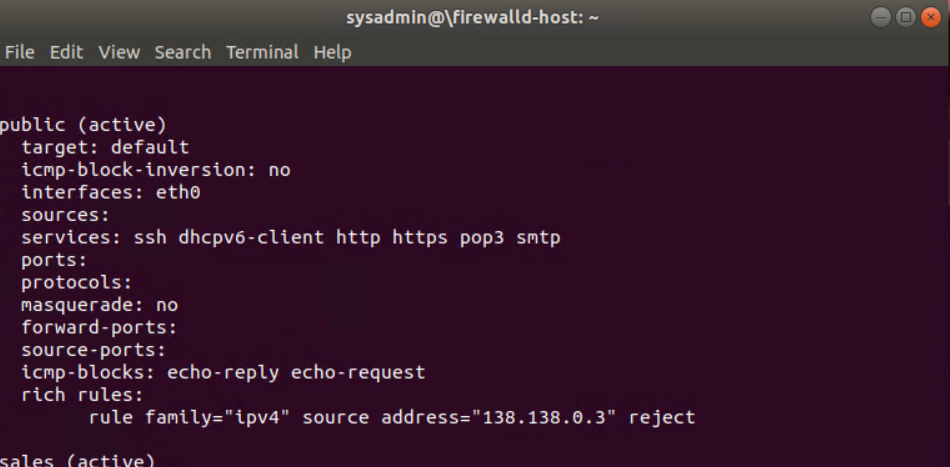 sysadmin@\firewalld-host: ~
File Edit View Search Terminal Help
public (active)
  target: default
  icmp-block-inversion: no
  interfaces: eth0
  sources:
  services: ssh dhcpv6-client http https pop3 smtp
  ports:
  protocols:
  masquerade: no
  forward-ports:
  source-ports:
  icmp-blocks: echo-reply echo-request
  rich rules:
        rule family="ipv4" source address="138.138.0.3" reject
sales (active)